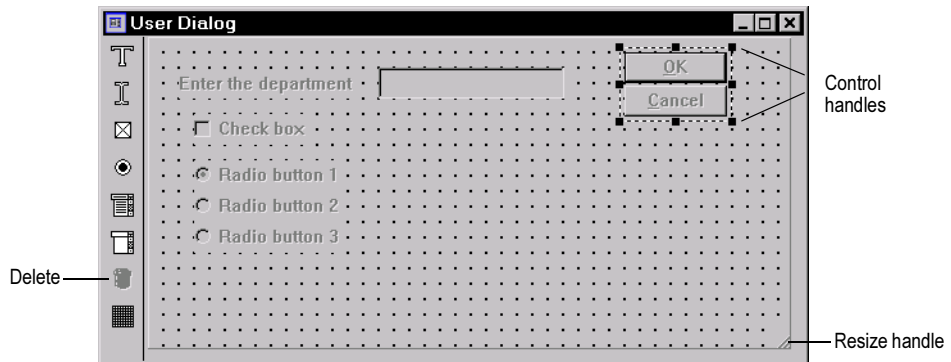 User Dialog
OK
Enter the department
Cancel
Control
handles
Check box
Radio button 1
Radio button 2
Radio button 3
Delete
Resize handle